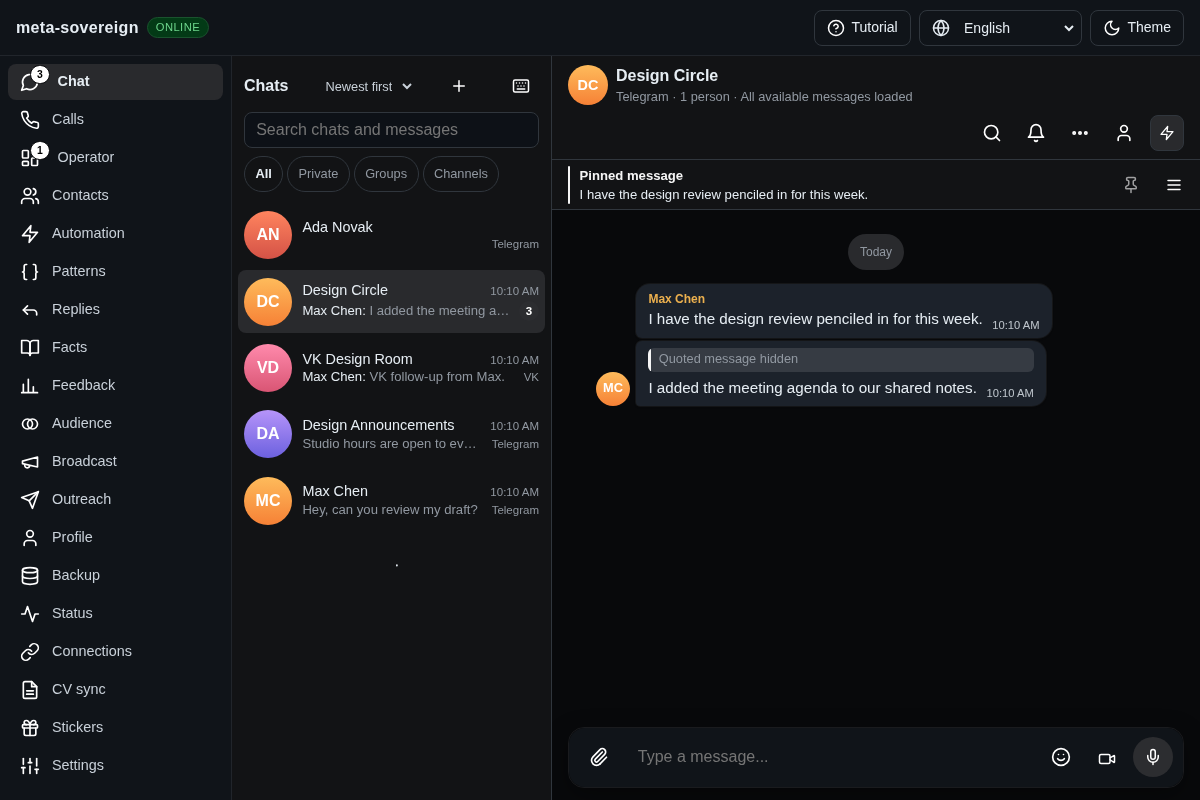 meta-sovereign ONLINE
Tutorial
English
Theme
3
Chat
Calls
1
Operator
Contacts
Automation
Patterns
Replies
Facts
Feedback
Audience
Broadcast
Outreach
Profile
Backup
Status
Connections
CV sync
Stickers
Settings
Chats
Newest first
Search chats and messages
All Private Groups Channels
AN
Ada Novak
Telegram
DC
Design Circle 10:10 AM
Max Chen: I added the meeting a… 3
VD
VK Design Room 10:10 AM
Max Chen: VK follow-up from Max. VK
DA
Design Announcements 10:10 AM
Studio hours are open to ev… Telegram
MC
Max Chen 10:10 AM
Hey, can you review my draft? Telegram
DC
Design Circle
Telegram · 1 person · All available messages loaded
Pinned message
I have the design review penciled in for this week.
Today
Max Chen
I have the design review penciled in for this week. 10:10 AM
Quoted message hidden
MC
I added the meeting agenda to our shared notes. 10:10 AM
Type a message...